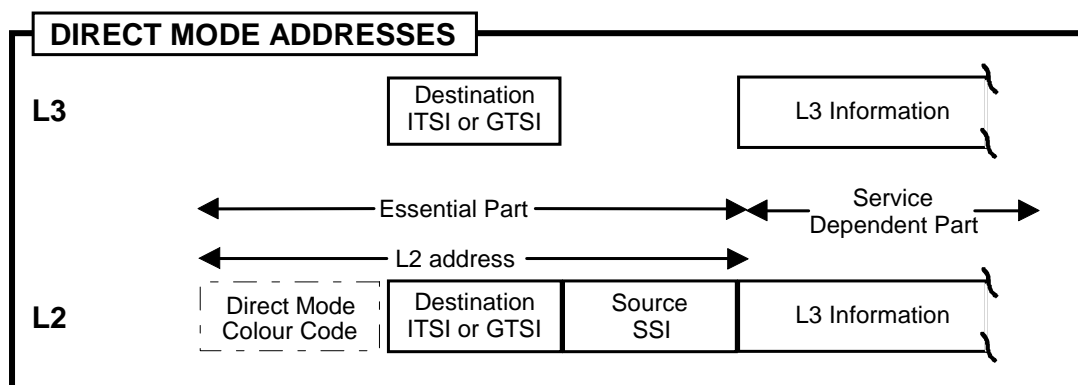 DIRECT MODE ADDRESSES
L3
Destination
ITSI or GTSI
L3 Information
Essential Part
Service
Dependent Part
L2 address
L2
Direct Mode
Colour Code
Destination
ITSI or GTSI
Source
SSI
L3 Information